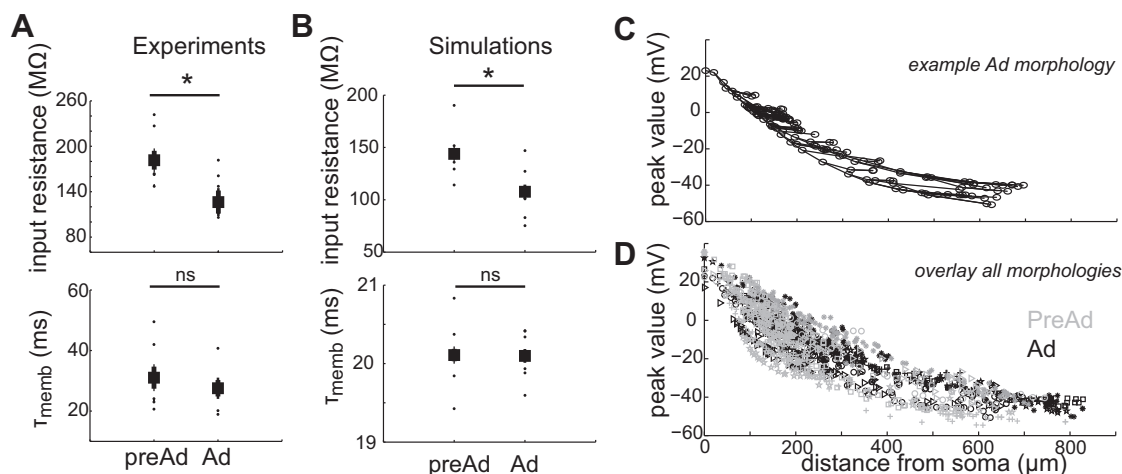 A
Experiments
input resistance (MΩ)
260
220
180
140
120
80
*
τmemb (ms)
60
40
20
ns
preAd
Ad
B
Simulations
input resistance (MΩ)
200
150
100
50
*
τmemb (ms)
21
20
19
ns
preAd
Ad
C
peak value (mV)
20
0
−20
−40
−60
example Ad morphology
D
peak value (mV)
20
0
−20
−40
−60
overlay all morphologies
PreAd
Ad
0
200
400
600
800
distance from soma (μm)